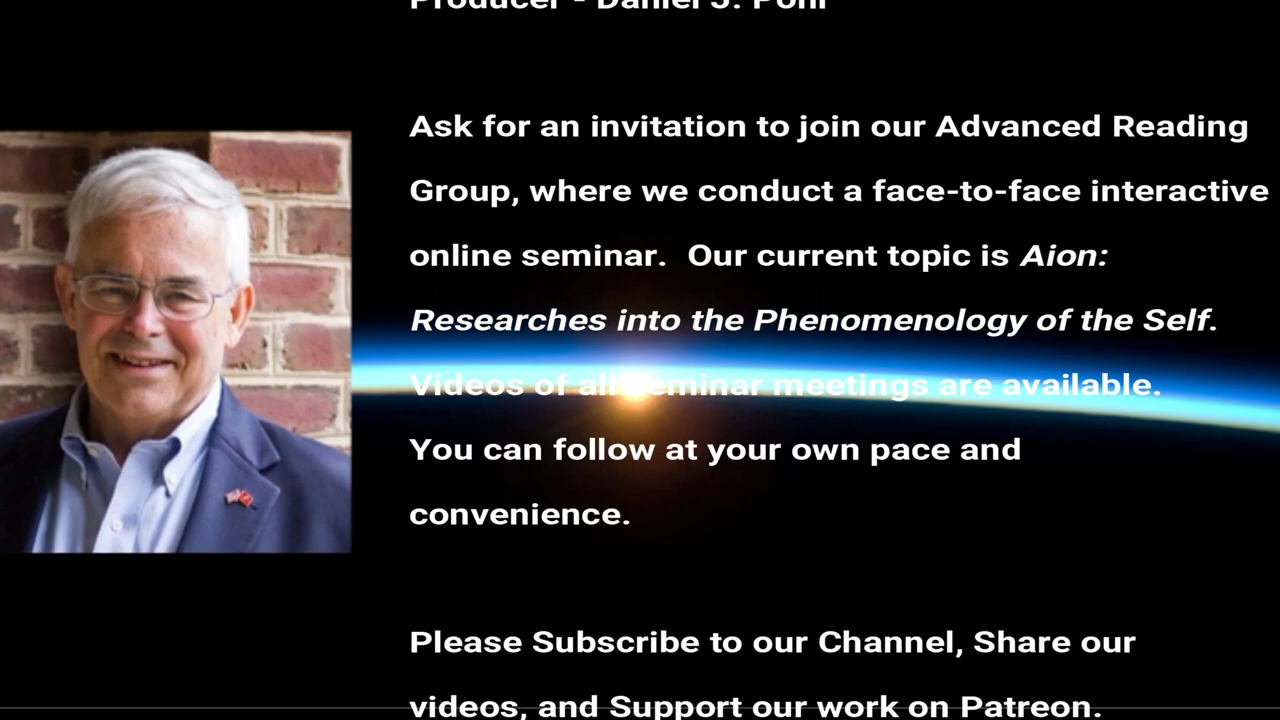 Producer - Daniel J. Pohl
Ask for an invitation to join our Advanced Reading
Group, where we conduct a face-to-face interactive
online seminar.  Our current topic is Aion:
Researches into the Phenomenology of the Self.
Videos of all seminar meetings are available.
You can follow at your own pace and
convenience.
Please Subscribe to our Channel, Share our
videos, and Support our work on Patreon.